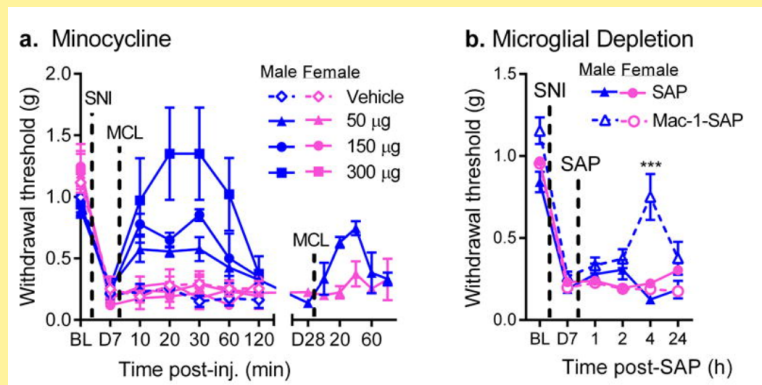 a. Minocycline
Withdrawal threshold (g)
2.0
1.5
1.0
0.5
0.0
SNI
MCL
Male Female
Vehicle
50 µg
150 µg
300 µg
MCL
BL D7 10 20 30 60 120 D28 20 60
Time post-inj. (min)
b. Microglial Depletion
Withdrawal threshold (g)
1.5
1.0
0.5
0.0
SNI
SAP
Male Female
SAP
Mac-1-SAP
***
BL D7 1 2 4 24
Time post-SAP (h)